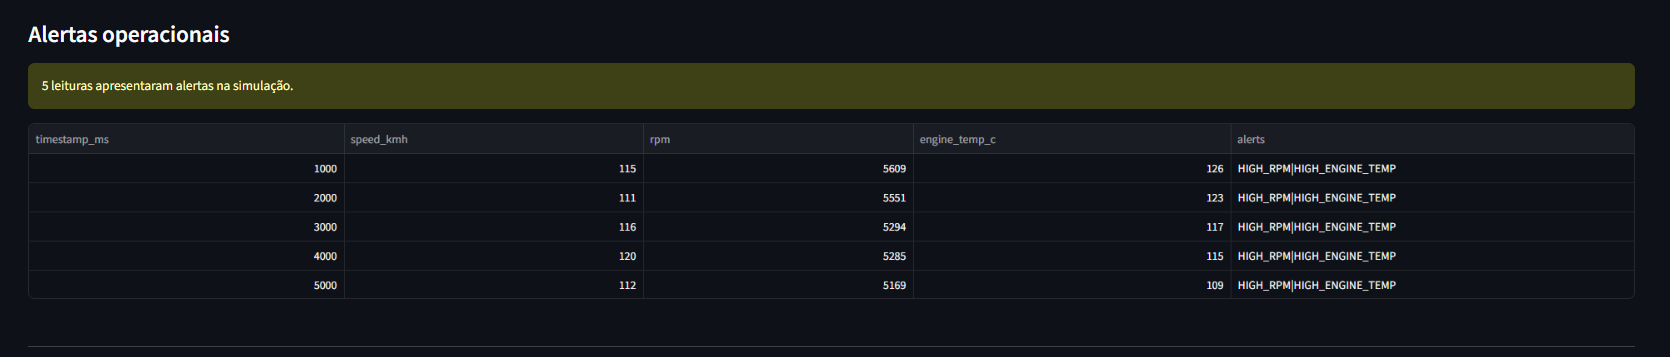 Alertas operacionais
5 leituras apresentaram alertas na simulação.
timestamp_ms speed_kmh rpm engine_temp_c alerts
1000 115 5609 126 HIGH_RPM|HIGH_ENGINE_TEMP
2000 111 5551 123 HIGH_RPM|HIGH_ENGINE_TEMP
3000 116 5294 117 HIGH_RPM|HIGH_ENGINE_TEMP
4000 120 5285 115 HIGH_RPM|HIGH_ENGINE_TEMP
5000 112 5169 109 HIGH_RPM|HIGH_ENGINE_TEMP